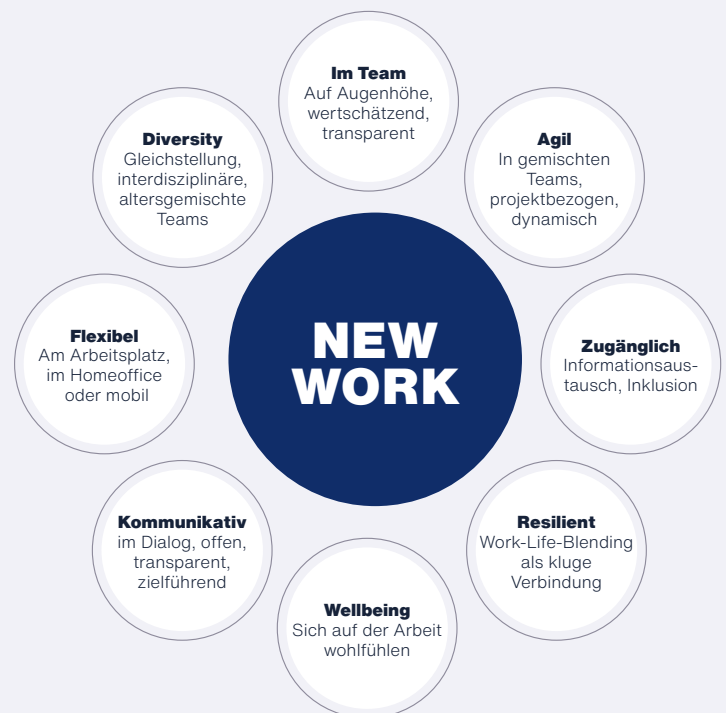 Im Team
Auf Augenhöhe,
wertschätzend,
transparent
Agil
In gemischten
Teams,
projektbezogen,
dynamisch
Zugänglich
Informationsaus-
tausch, Inklusion
Resilient
Work-Life-Blending
als kluge
Verbindung
Wellbeing
Sich auf der Arbeit
wohlfühlen
Kommunikativ
im Dialog, offen,
transparent,
zielführend
Flexibel
Am Arbeitsplatz,
im Homeoffice
oder mobil
Diversity
Gleichstellung,
interdisziplinäre,
altersgemischte
Teams
NEW
WORK